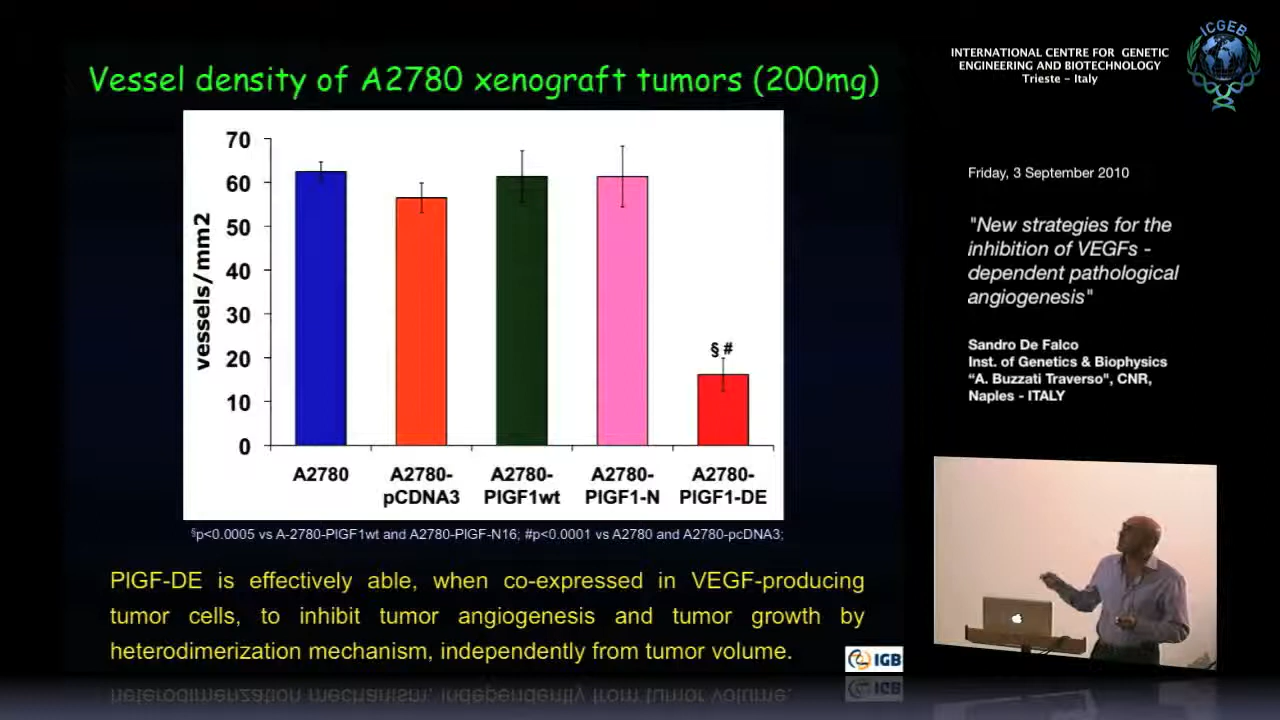 Vessel density of A2780 xenograft tumors (200mg)
vessels/mm2
70
60
50
40
30
20
10
0
§ #
A2780
A2780-
pCDNA3
A2780-
PlGF1wt
A2780-
PlGF1-N
A2780-
PlGF1-DE
§p<0.0005 vs A-2780-PlGF1wt and A2780-PlGF-N16; #p<0.0001 vs A2780 and A2780-pcDNA3;
PlGF-DE is effectively able, when co-expressed in VEGF-producing
tumor cells, to inhibit tumor angiogenesis and tumor growth by
heterodimerization mechanism, independently from tumor volume.
IGB
INTERNATIONAL CENTRE FOR GENETIC
ENGINEERING AND BIOTECHNOLOGY
Trieste - Italy
ICGEB
Friday, 3 September 2010
"New strategies for the
inhibition of VEGFs -
dependent pathological
angiogenesis"
Sandro De Falco
Inst. of Genetics & Biophysics
“A. Buzzati Traverso", CNR,
Naples - ITALY